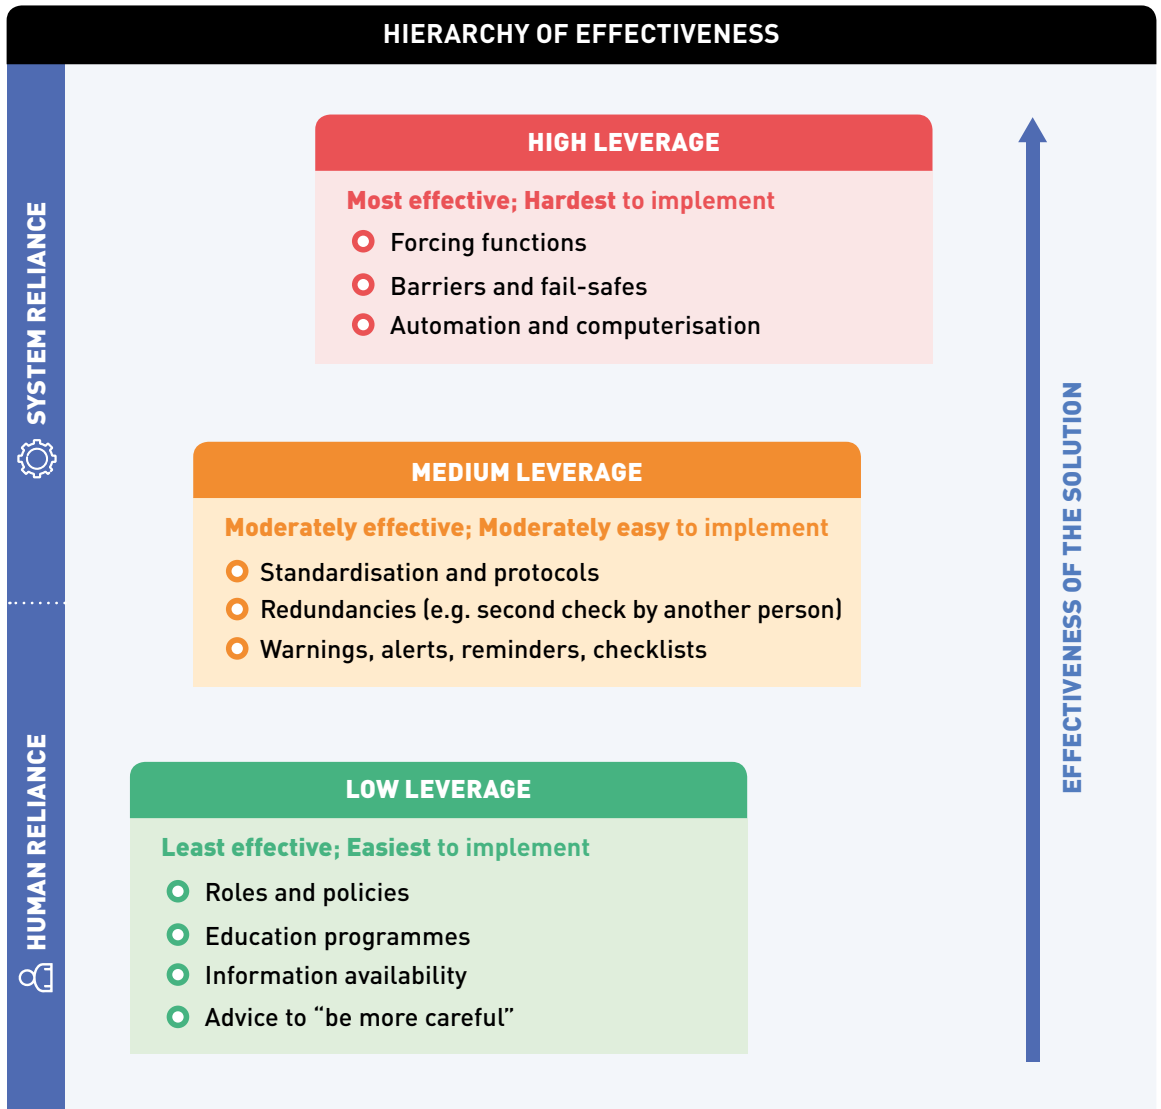 HIERARCHY OF EFFECTIVENESS
SYSTEM RELIANCE
HUMAN RELIANCE
HIGH LEVERAGE
Most effective; Hardest to implement
Forcing functions
Barriers and fail-safes
Automation and computerisation
MEDIUM LEVERAGE
Moderately effective; Moderately easy to implement
Standardisation and protocols
Redundancies (e.g. second check by another person)
Warnings, alerts, reminders, checklists
LOW LEVERAGE
Least effective; Easiest to implement
Roles and policies
Education programmes
Information availability
Advice to “be more careful”
EFFECTIVENESS OF THE SOLUTION